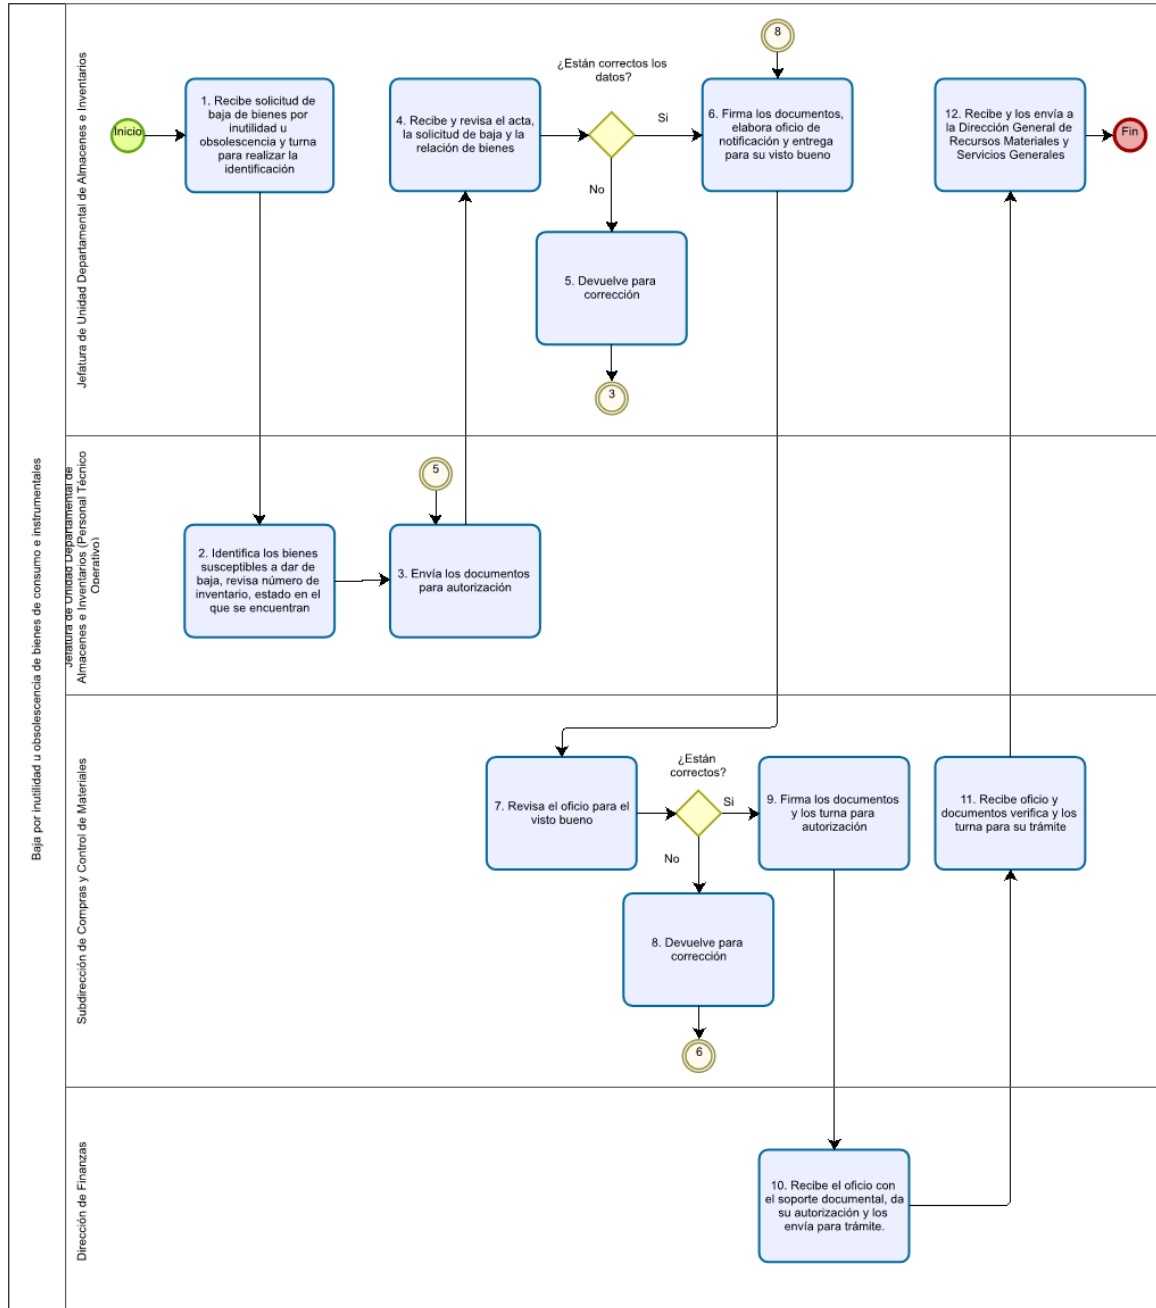 Baja por inutilidad u obsolescencia de bienes de consumo e instrumentales
Jefatura de Unidad Departamental de Almacenes e Inventarios
Inicio
1. Recibe solicitud de
baja de bienes por
inutilidad u
obsolescencia y turna
para realizar la
identificación
4. Recibe y revisa el acta,
la solicitud de baja y la
relación de bienes
¿Están correctos los
datos?
Si
No
5. Devuelve para
corrección
3
8
6. Firma los documentos,
elabora oficio de
notificación y entrega
para su visto bueno
12. Recibe y los envía a
la Dirección General de
Recursos Materiales y
Servicios Generales
Fin
Jefatura de Unidad Departamental de
Almacenes e Inventarios (Personal Técnico
Operativo)
2. Identifica los bienes
susceptibles a dar de
baja, revisa número de
inventario, estado en el
que se encuentran
5
3. Envía los documentos
para autorización
Subdirección de Compras y Control de Materiales
7. Revisa el oficio para el
visto bueno
¿Están
correctos?
Si
No
8. Devuelve para
corrección
6
9. Firma los documentos
y los turna para
autorización
11. Recibe oficio y
documentos verifica y los
turna para su trámite
Dirección de Finanzas
10. Recibe el oficio con
el soporte documental, da
su autorización y los
envía para trámite.